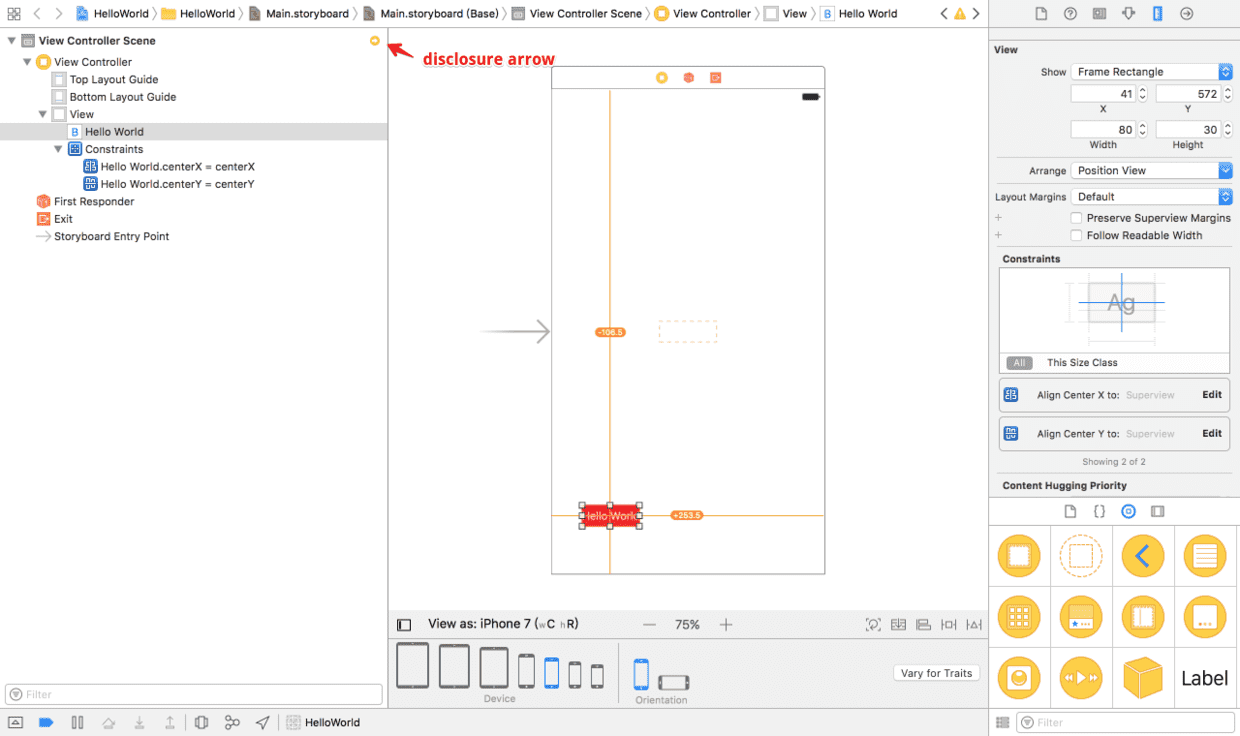 HelloWorld HelloWorld Main.storyboard Main.storyboard (Base) View Controller Scene View Controller View B Hello World
View Controller Scene
disclosure arrow
View Controller
Top Layout Guide
Bottom Layout Guide
View
B Hello World
Constraints
Hello World.centerX = centerX
Hello World.centerY = centerY
First Responder
Exit
Storyboard Entry Point
-106.5
Hello World
+253.5
View as: iPhone 7 (wC hR)
75%
Device
Orientation
Vary for Traits
Filter
HelloWorld
View
Show Frame Rectangle
41 572
X Y
80 30
Width Height
Arrange Position View
Layout Margins Default
+ Preserve Superview Margins
+ Follow Readable Width
Constraints
Ag
All This Size Class
Align Center X to: Superview Edit
Align Center Y to: Superview Edit
Showing 2 of 2
Content Hugging Priority
{}
Label
Filter